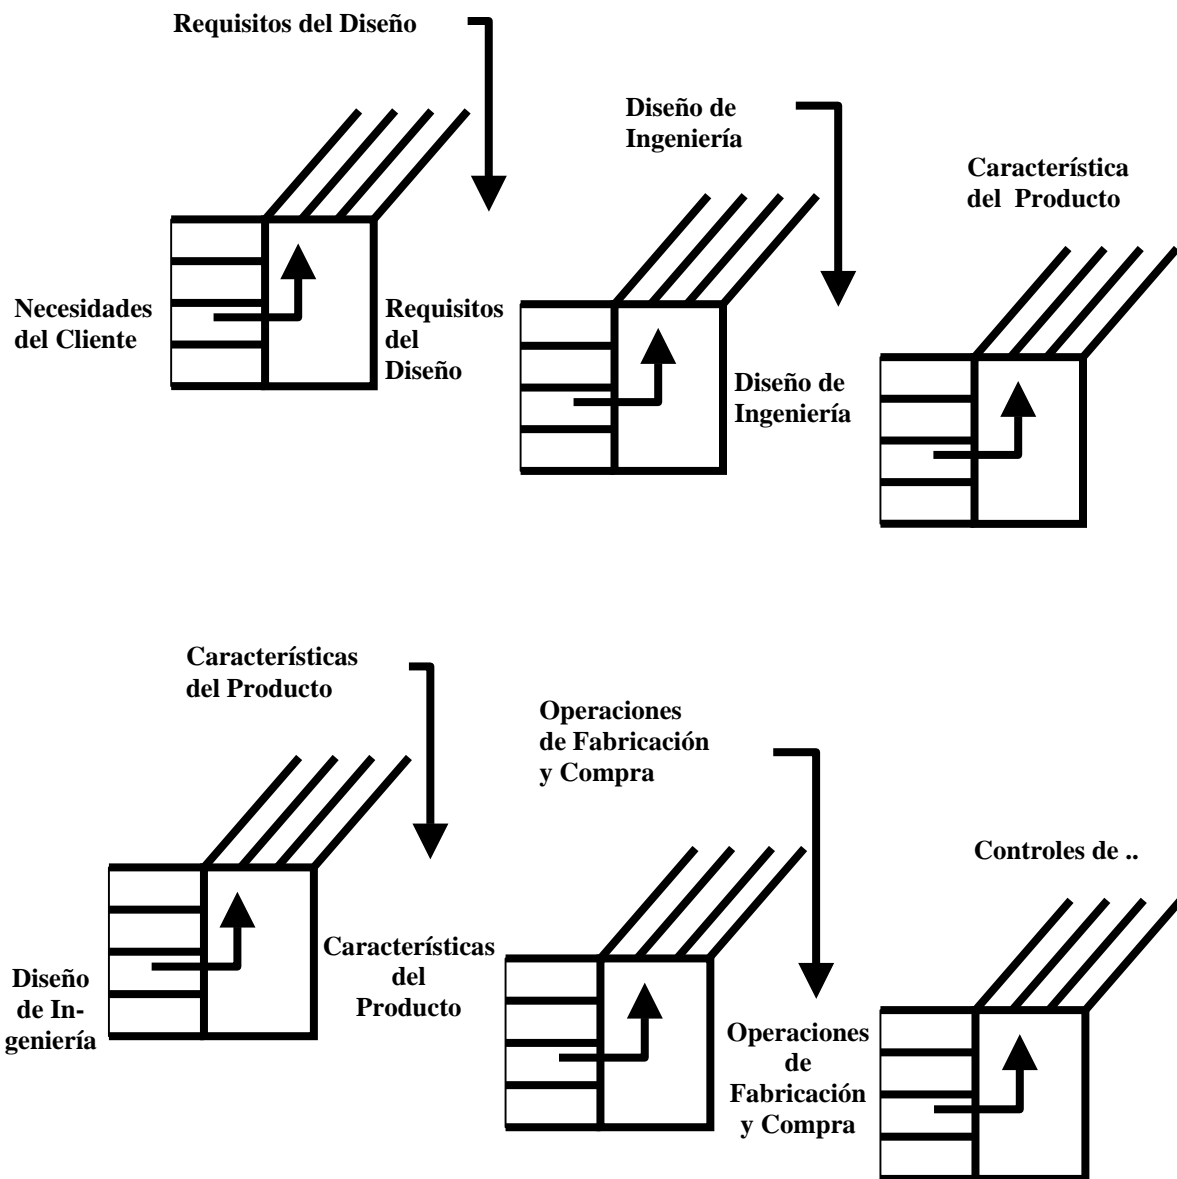 Requisitos del Diseño
Diseño de
Ingeniería
Característica
del Producto
Necesidades
del Cliente
Requisitos
del
Diseño
Diseño de
Ingeniería
Características
del Producto
Operaciones
de Fabricación
y Compra
Controles de ..
Diseño
de In-
geniería
Características
del
Producto
Operaciones
de
Fabricación
y Compra